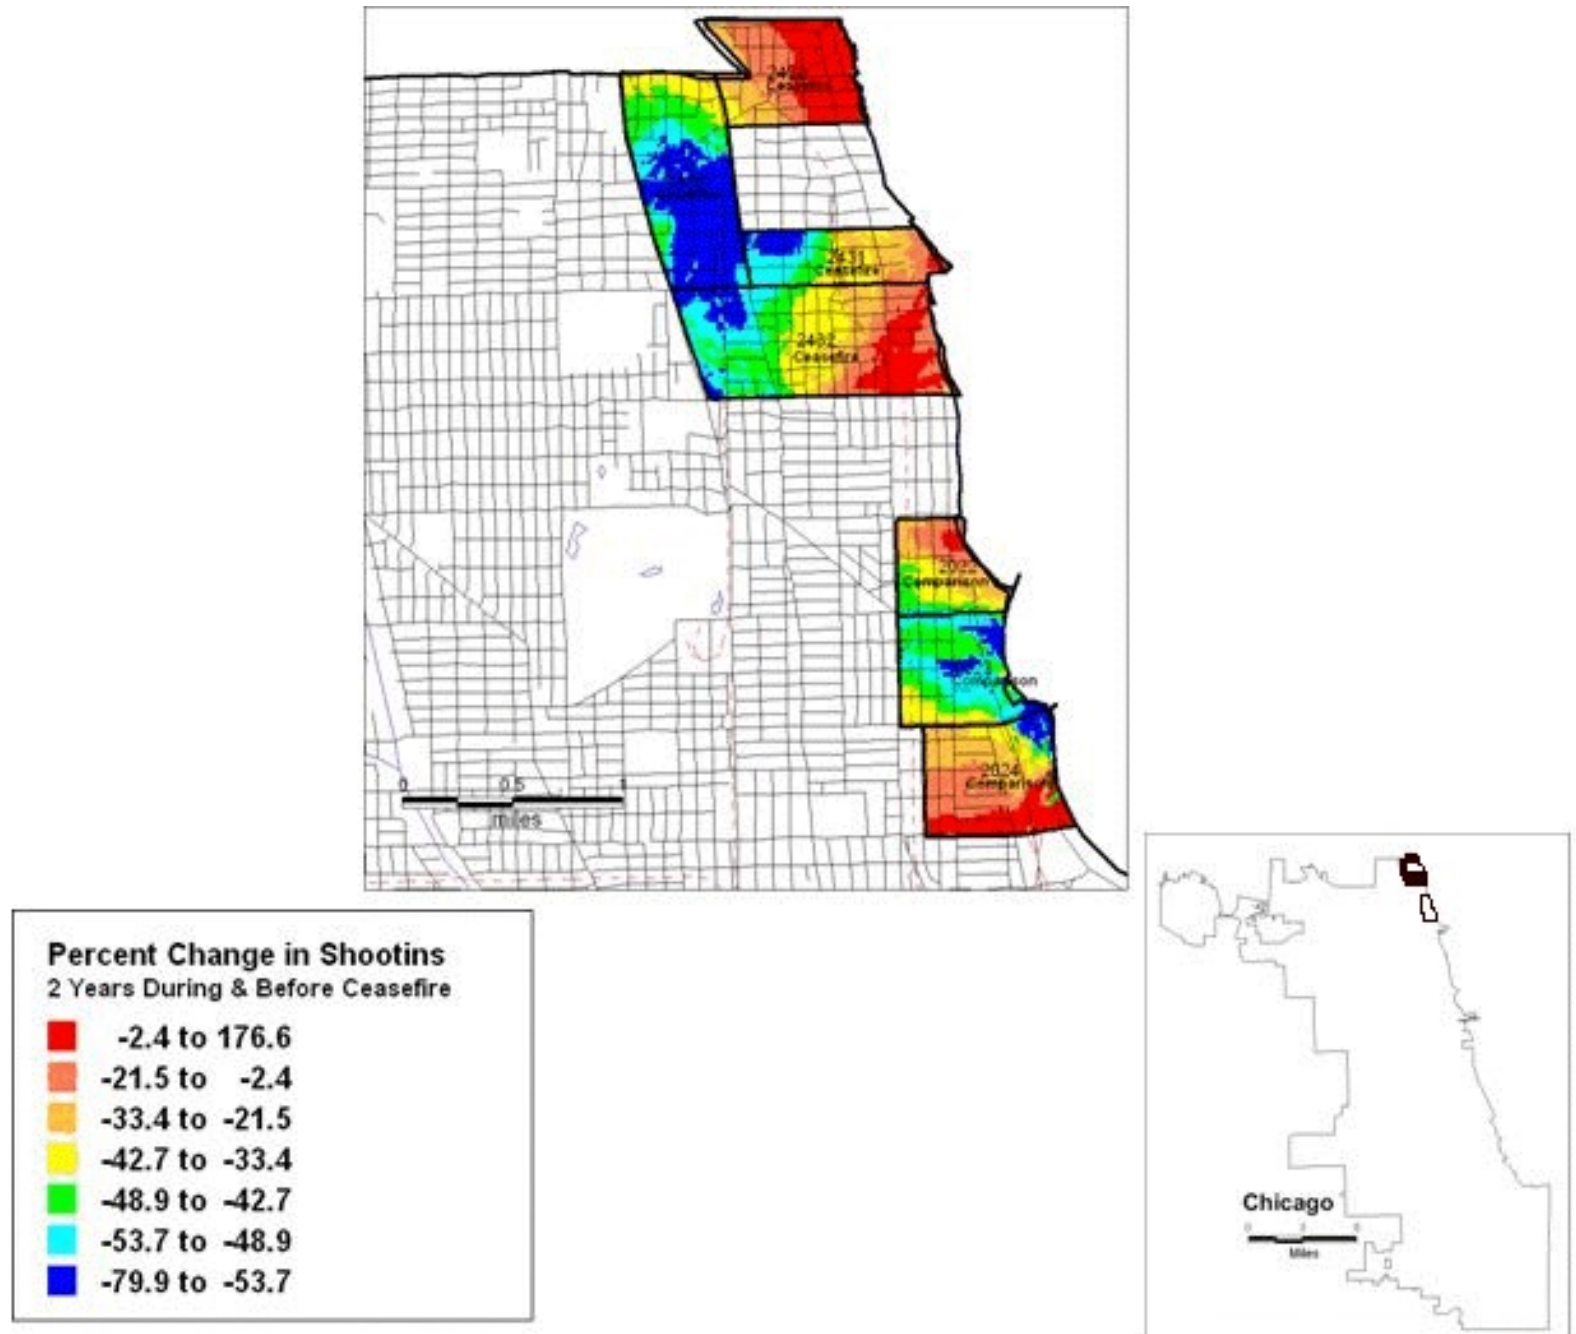 Ceasefire
2431
Ceasefire
2432
Ceasefire
2022
Comparison
Comparison
2024
Comparison
0 0.5 1
miles
Percent Change in Shootins
2 Years During & Before Ceasefire
-2.4 to 176.6
-21.5 to -2.4
-33.4 to -21.5
-42.7 to -33.4
-48.9 to -42.7
-53.7 to -48.9
-79.9 to -53.7
Chicago
Miles